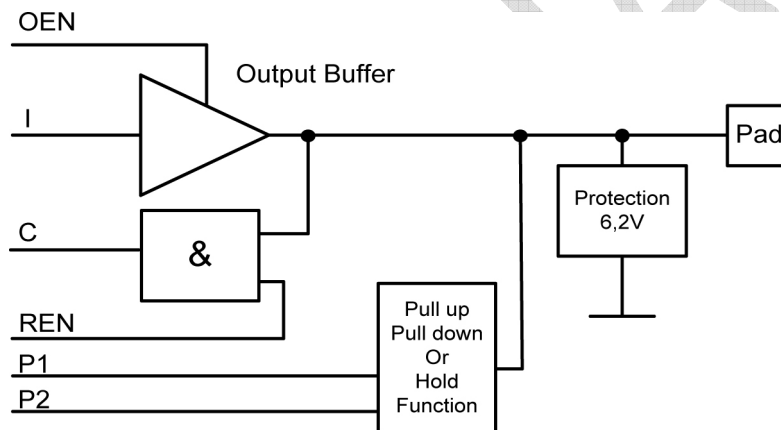 OEN
Output Buffer
I
Pad
Protection
6,2V
C
&
REN
Pull up
Pull down
Or
Hold
Function
P1
P2